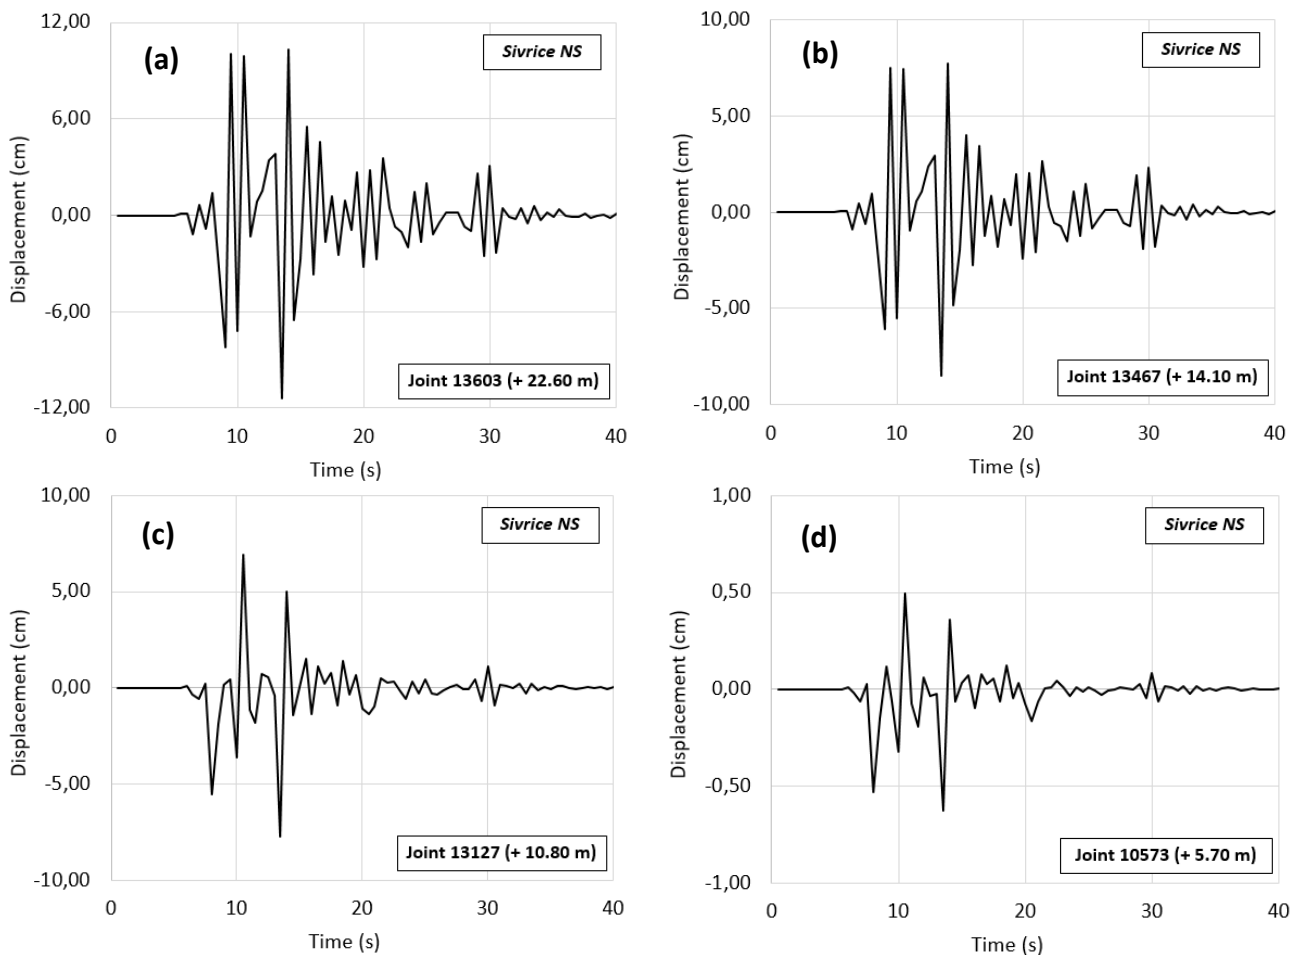 (a)
Sivrice NS
Displacement (cm)
12,00
6,00
0,00
-6,00
-12,00
Joint 13603 (+ 22.60 m)
0 10 20 30 40
Time (s)
(b)
Sivrice NS
Displacement (cm)
10,00
5,00
0,00
-5,00
-10,00
Joint 13467 (+ 14.10 m)
0 10 20 30 40
Time (s)
(c)
Sivrice NS
Displacement (cm)
10,00
5,00
0,00
-5,00
-10,00
Joint 13127 (+ 10.80 m)
0 10 20 30 40
Time (s)
(d)
Sivrice NS
Displacement (cm)
1,00
0,50
0,00
-0,50
-1,00
Joint 10573 (+ 5.70 m)
0 10 20 30 40
Time (s)